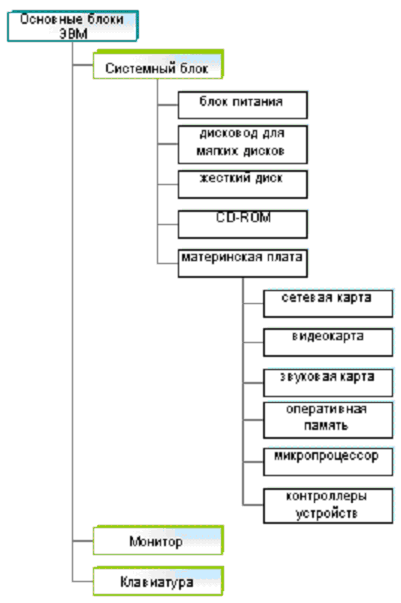 Основные блоки
ЭВМ
Системный блок
блок питания
дисковод для
мягких дисков
жесткий диск
CD-ROM
материнская плата
сетевая карта
видеокарта
звуковая карта
оперативная
память
микропроцессор
контроллеры
устройств
Монитор
Клавиатура